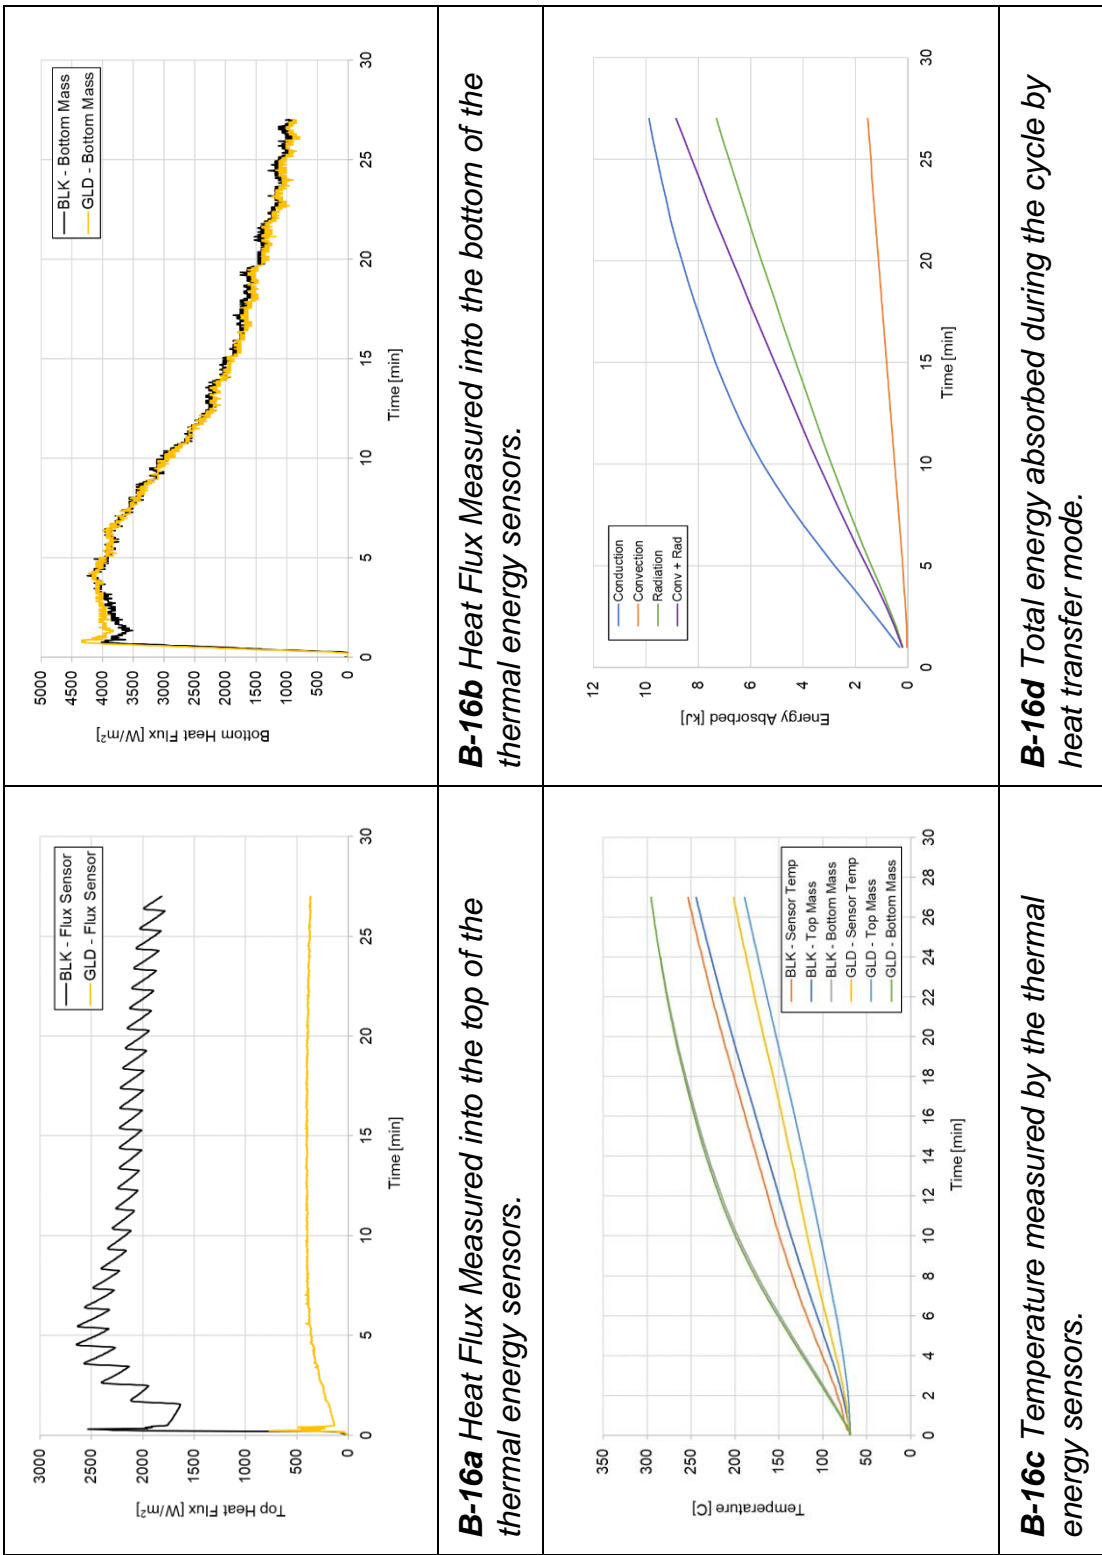 3000
2500
2000
1500
1000
500
0
0
5
10
15
20
25
30
Top Heat Flux [W/m²]
Time [min]
BLK - Flux Sensor
GLD - Flux Sensor
B-16a Heat Flux Measured into the top of the
thermal energy sensors.
5000
4500
4000
3500
3000
2500
2000
1500
1000
500
0
0
5
10
15
20
25
30
Bottom Heat Flux [W/m²]
Time [min]
BLK - Bottom Mass
GLD - Bottom Mass
B-16b Heat Flux Measured into the bottom of the
thermal energy sensors.
350
300
250
200
150
100
50
0
0
2
4
6
8
10
12
14
16
18
20
22
24
26
28
30
Temperature [C]
Time [min]
BLK - Sensor Temp
BLK - Top Mass
BLK - Bottom Mass
GLD - Sensor Temp
GLD - Top Mass
GLD - Bottom Mass
B-16c Temperature measured by the thermal
energy sensors.
12
10
8
6
4
2
0
0
5
10
15
20
25
30
Energy Absorbed [kJ]
Time [min]
Conduction
Convection
Radiation
Conv + Rad
B-16d Total energy absorbed during the cycle by
heat transfer mode.